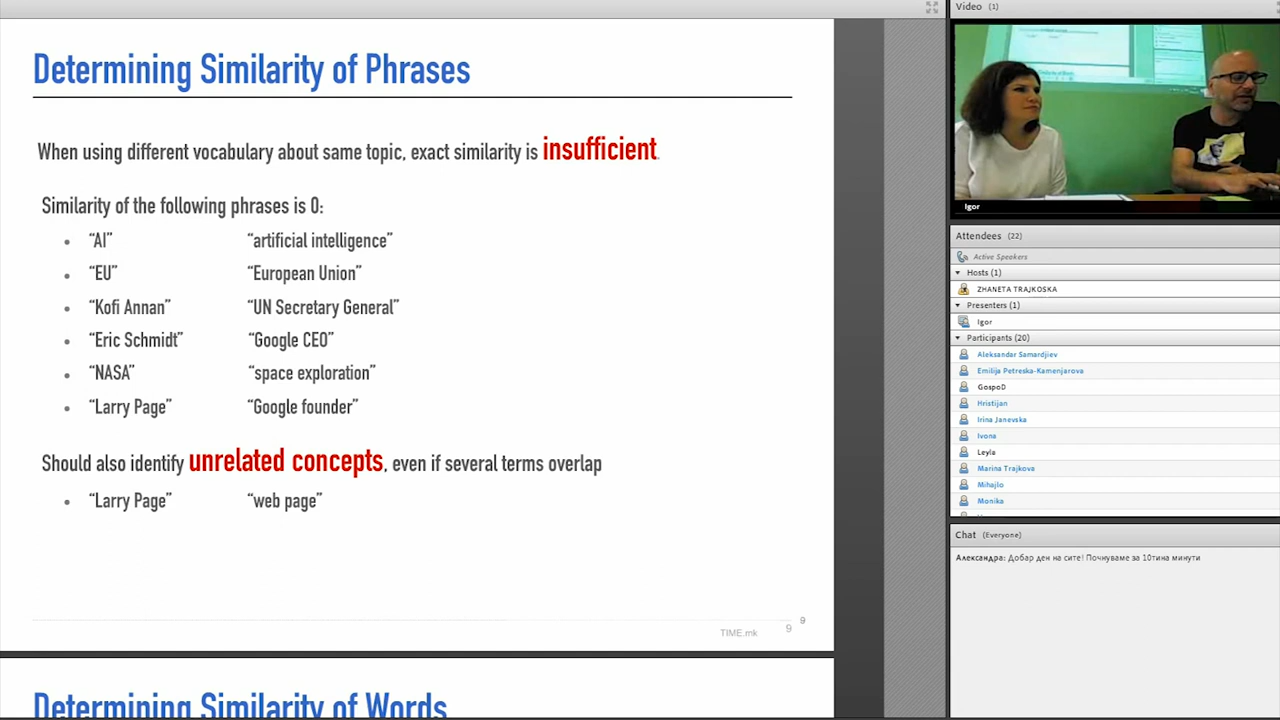 Determining Similarity of Phrases
When using different vocabulary about same topic, exact similarity is insufficient.
Similarity of the following phrases is 0:
• “AI” “artificial intelligence”
• “EU” “European Union”
• “Kofi Annan” “UN Secretary General”
• “Eric Schmidt” “Google CEO”
• “NASA” “space exploration”
• “Larry Page” “Google founder”
Should also identify unrelated concepts, even if several terms overlap
• “Larry Page” “web page”
TIME.mk 9 9
Determining Similarity of Words
Video (1)
Igor
Attendees (22)
Active Speakers
Hosts (1)
ZHANETA TRAJKOSKA
Presenters (1)
Igor
Participants (20)
Aleksandar Samardjiev
Emilija Petreska-Kamenjarova
GospoD
Hristijan
Irina Janevska
Ivona
Leyla
Marina Trajkova
Mihajlo
Monika
Chat (Everyone)
Александра: Добар ден на сите! Почнуваме за 10тина минути